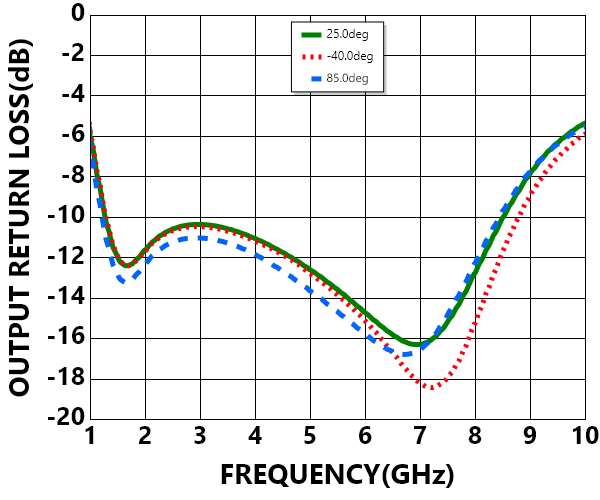 OUTPUT RETURN LOSS(dB)
0
-2
-4
-6
-8
-10
-12
-14
-16
-18
-20
25.0deg
-40.0deg
85.0deg
1 2 3 4 5 6 7 8 9 10
FREQUENCY(GHz)